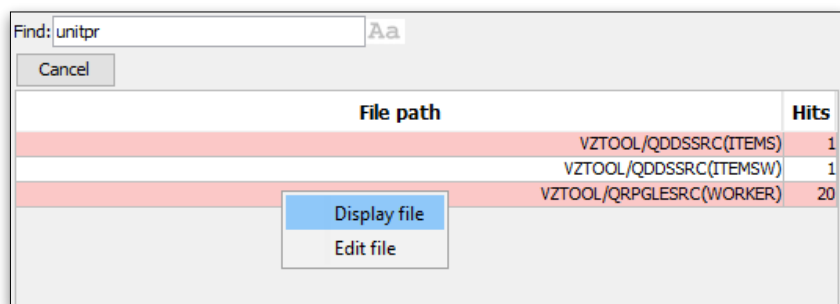 Find: unitpr Aa
Cancel
File path Hits
VZTOOL/QDDSSRC(ITEMS) 1
VZTOOL/QDDSSRC(ITEMSW) 1
VZTOOL/QRPGLESRC(WORKER) 20
Display file
Edit file